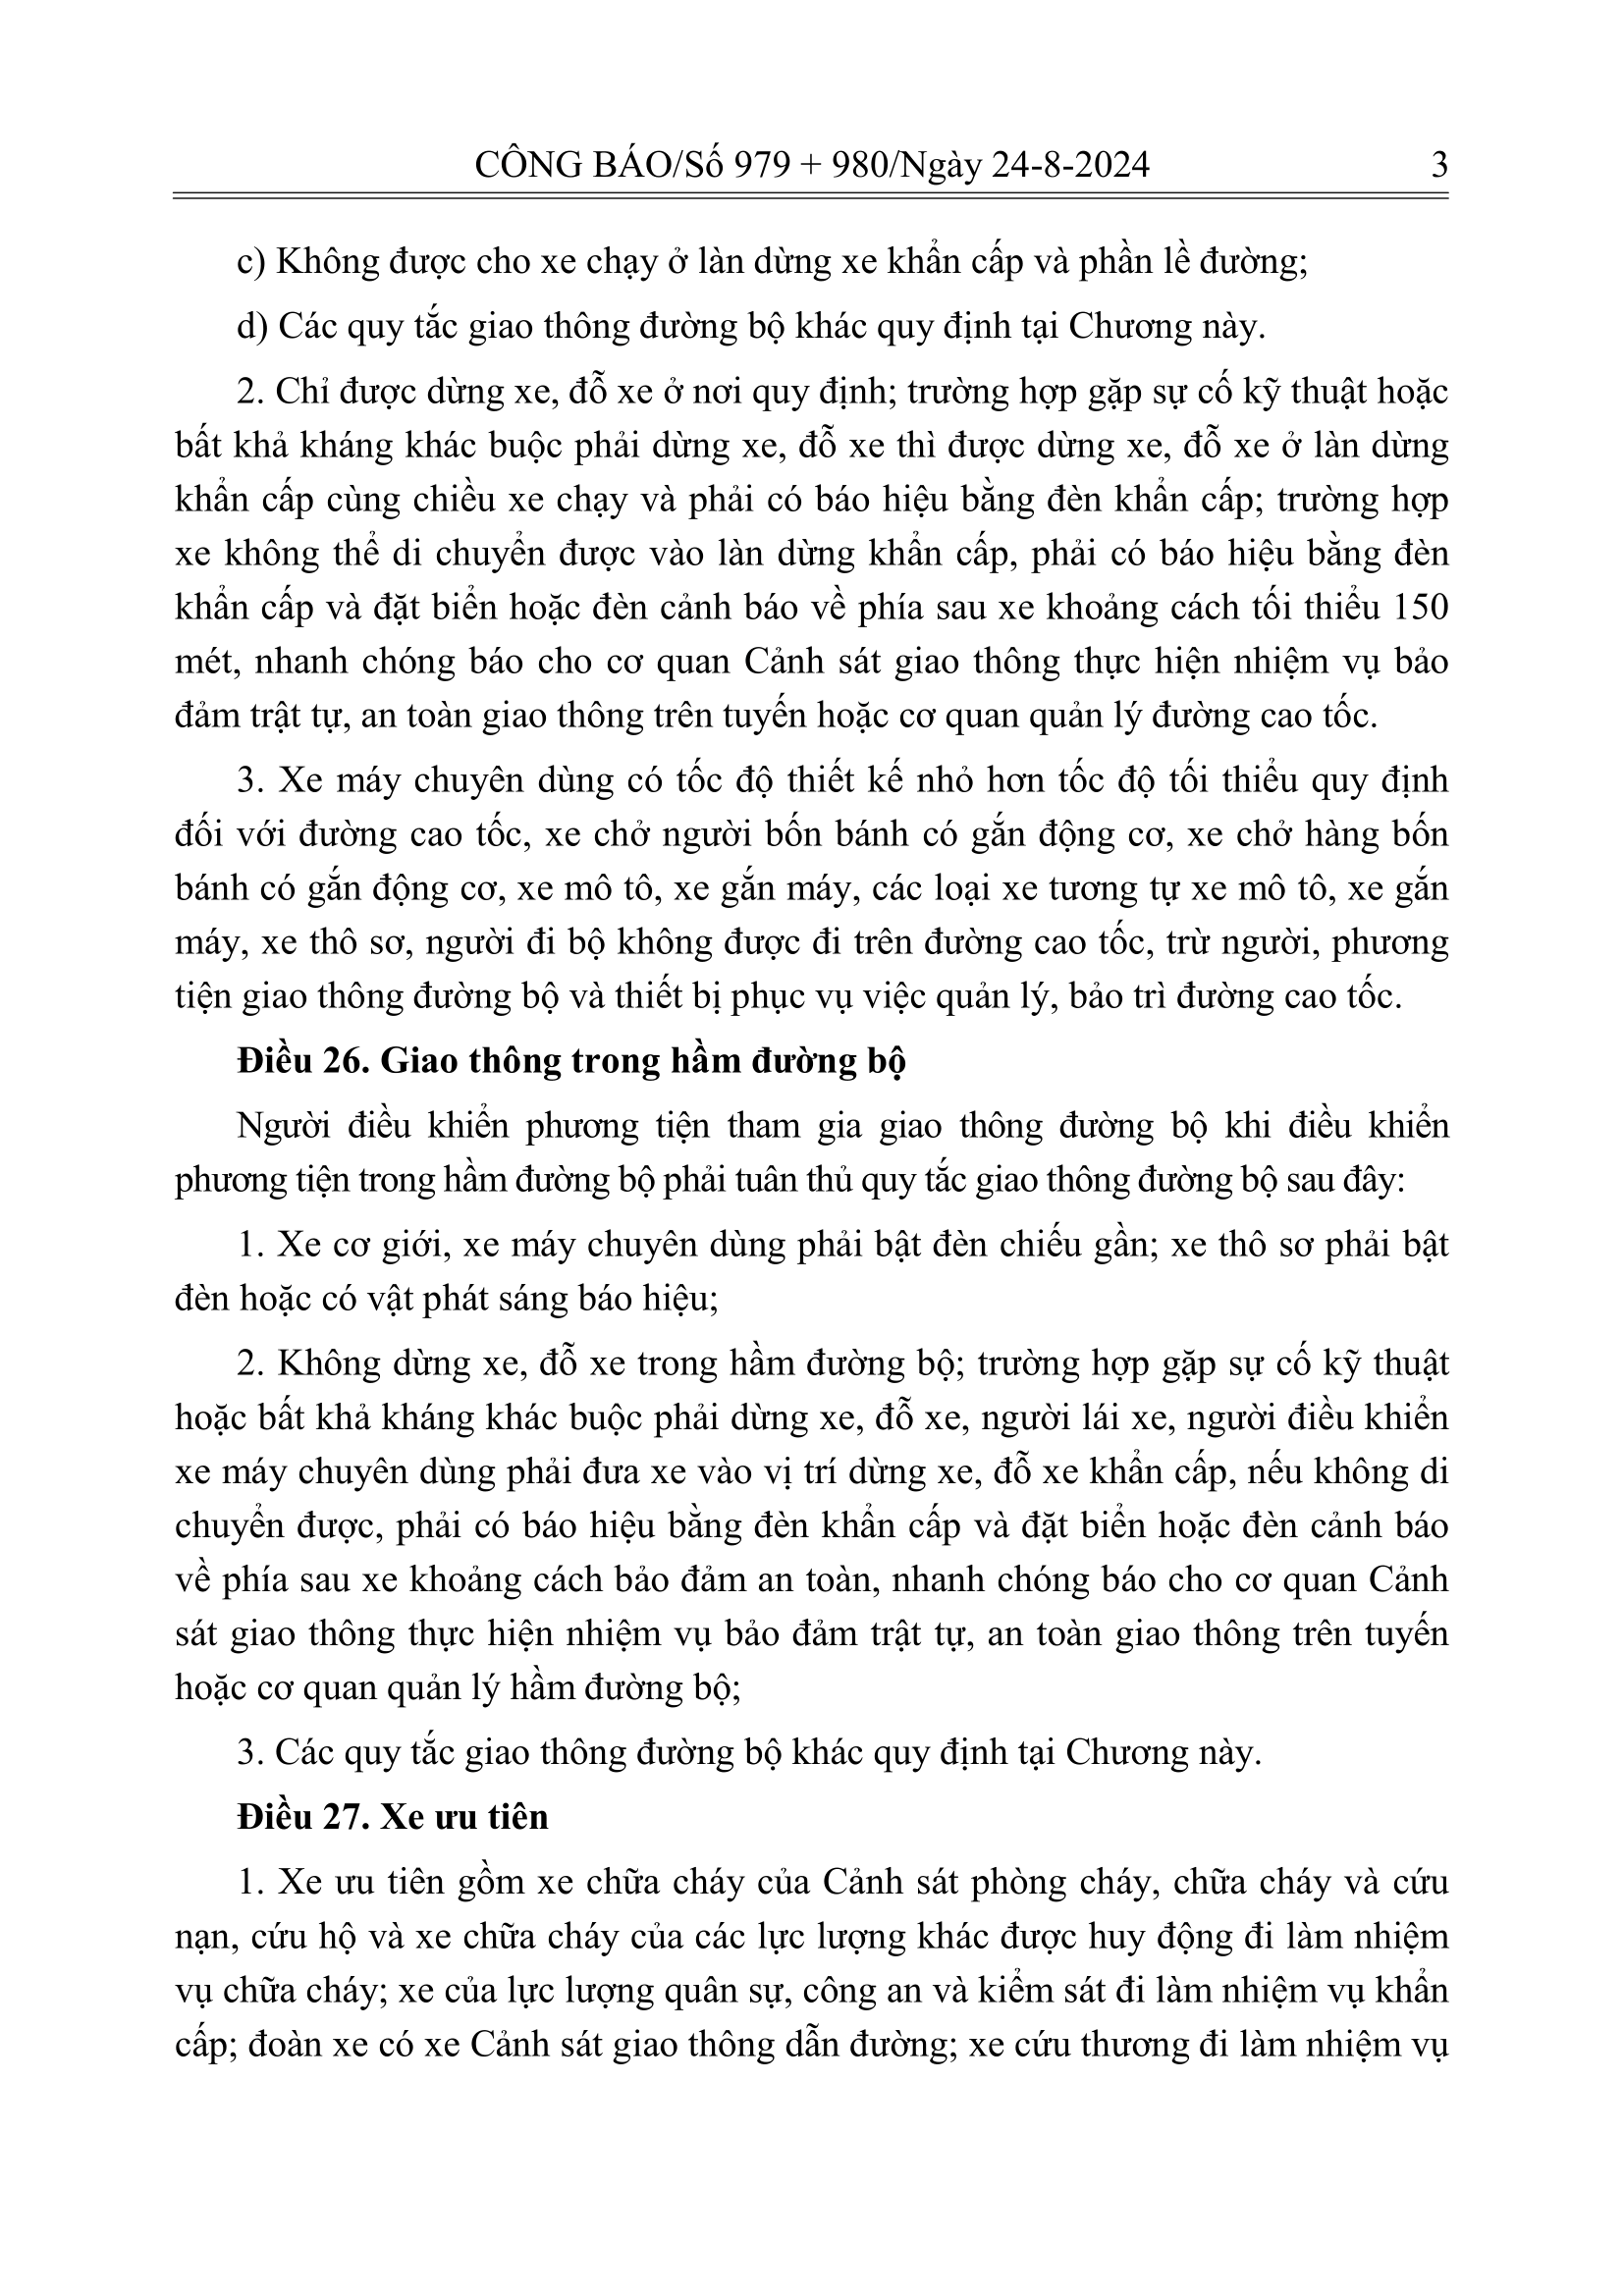 CÔNG BÁO/Số 979 + 980/Ngày 24-8-2024 3
c) Không được cho xe chạy ở làn dừng xe khẩn cấp và phần lề đường;
d) Các quy tắc giao thông đường bộ khác quy định tại Chương này.
2. Chỉ được dừng xe, đỗ xe ở nơi quy định; trường hợp gặp sự cố kỹ thuật hoặc
bất khả kháng khác buộc phải dừng xe, đỗ xe thì được dừng xe, đỗ xe ở làn dừng
khẩn cấp cùng chiều xe chạy và phải có báo hiệu bằng đèn khẩn cấp; trường hợp
xe không thể di chuyển được vào làn dừng khẩn cấp, phải có báo hiệu bằng đèn
khẩn cấp và đặt biển hoặc đèn cảnh báo về phía sau xe khoảng cách tối thiểu 150
mét, nhanh chóng báo cho cơ quan Cảnh sát giao thông thực hiện nhiệm vụ bảo
đảm trật tự, an toàn giao thông trên tuyến hoặc cơ quan quản lý đường cao tốc.
3. Xe máy chuyên dùng có tốc độ thiết kế nhỏ hơn tốc độ tối thiểu quy định
đối với đường cao tốc, xe chở người bốn bánh có gắn động cơ, xe chở hàng bốn
bánh có gắn động cơ, xe mô tô, xe gắn máy, các loại xe tương tự xe mô tô, xe gắn
máy, xe thô sơ, người đi bộ không được đi trên đường cao tốc, trừ người, phương
tiện giao thông đường bộ và thiết bị phục vụ việc quản lý, bảo trì đường cao tốc.
Điều 26. Giao thông trong hầm đường bộ
Người điều khiển phương tiện tham gia giao thông đường bộ khi điều khiển
phương tiện trong hầm đường bộ phải tuân thủ quy tắc giao thông đường bộ sau đây:
1. Xe cơ giới, xe máy chuyên dùng phải bật đèn chiếu gần; xe thô sơ phải bật
đèn hoặc có vật phát sáng báo hiệu;
2. Không dừng xe, đỗ xe trong hầm đường bộ; trường hợp gặp sự cố kỹ thuật
hoặc bất khả kháng khác buộc phải dừng xe, đỗ xe, người lái xe, người điều khiển
xe máy chuyên dùng phải đưa xe vào vị trí dừng xe, đỗ xe khẩn cấp, nếu không di
chuyển được, phải có báo hiệu bằng đèn khẩn cấp và đặt biển hoặc đèn cảnh báo
về phía sau xe khoảng cách bảo đảm an toàn, nhanh chóng báo cho cơ quan Cảnh
sát giao thông thực hiện nhiệm vụ bảo đảm trật tự, an toàn giao thông trên tuyến
hoặc cơ quan quản lý hầm đường bộ;
3. Các quy tắc giao thông đường bộ khác quy định tại Chương này.
Điều 27. Xe ưu tiên
1. Xe ưu tiên gồm xe chữa cháy của Cảnh sát phòng cháy, chữa cháy và cứu
nạn, cứu hộ và xe chữa cháy của các lực lượng khác được huy động đi làm nhiệm
vụ chữa cháy; xe của lực lượng quân sự, công an và kiểm sát đi làm nhiệm vụ khẩn
cấp; đoàn xe có xe Cảnh sát giao thông dẫn đường; xe cứu thương đi làm nhiệm vụ